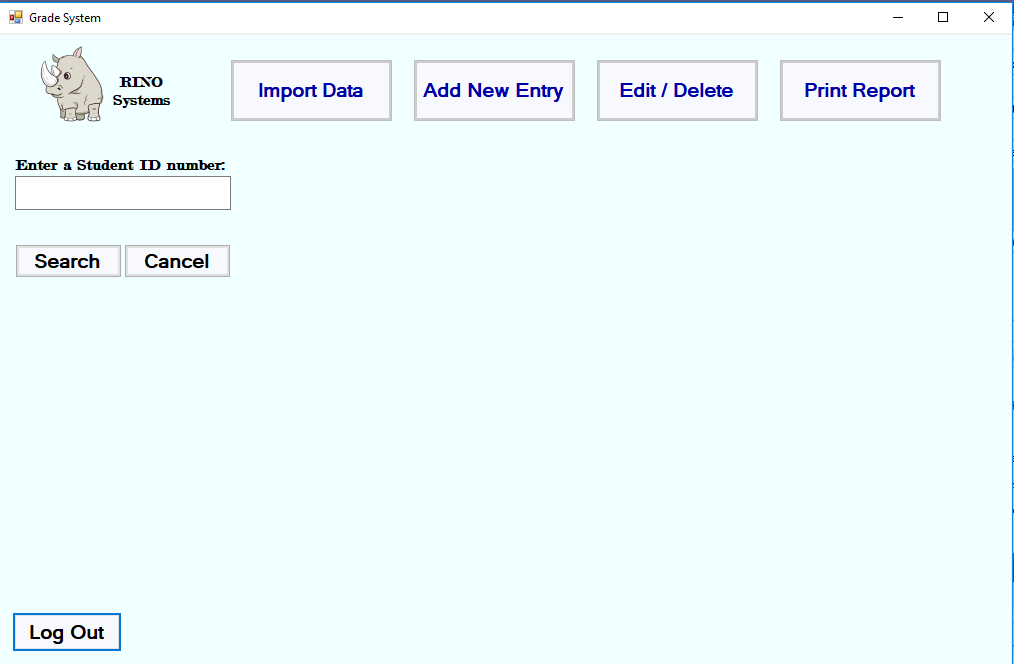 Grade System
RINO
Systems
Import Data
Add New Entry
Edit / Delete
Print Report
Enter a Student ID number:
Search
Cancel
Log Out